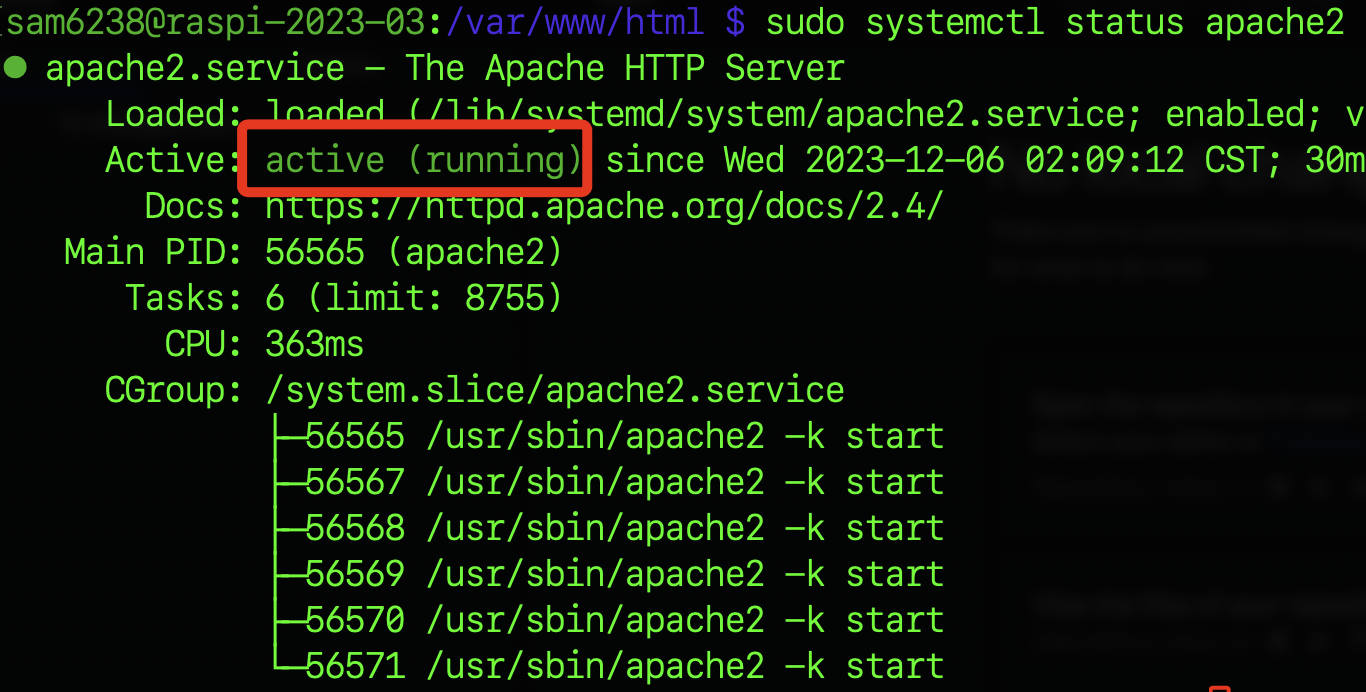 sam6238@raspi-2023-03:/var/www/html $ sudo systemctl status apache2
● apache2.service – The Apache HTTP Server
Loaded: loaded (/lib/systemd/system/apache2.service; enabled; v
Active: active (running) since Wed 2023-12-06 02:09:12 CST; 30m
Docs: https://httpd.apache.org/docs/2.4/
Main PID: 56565 (apache2)
Tasks: 6 (limit: 8755)
CPU: 363ms
CGroup: /system.slice/apache2.service
├─56565 /usr/sbin/apache2 -k start
├─56567 /usr/sbin/apache2 -k start
├─56568 /usr/sbin/apache2 -k start
├─56569 /usr/sbin/apache2 -k start
├─56570 /usr/sbin/apache2 -k start
└─56571 /usr/sbin/apache2 -k start